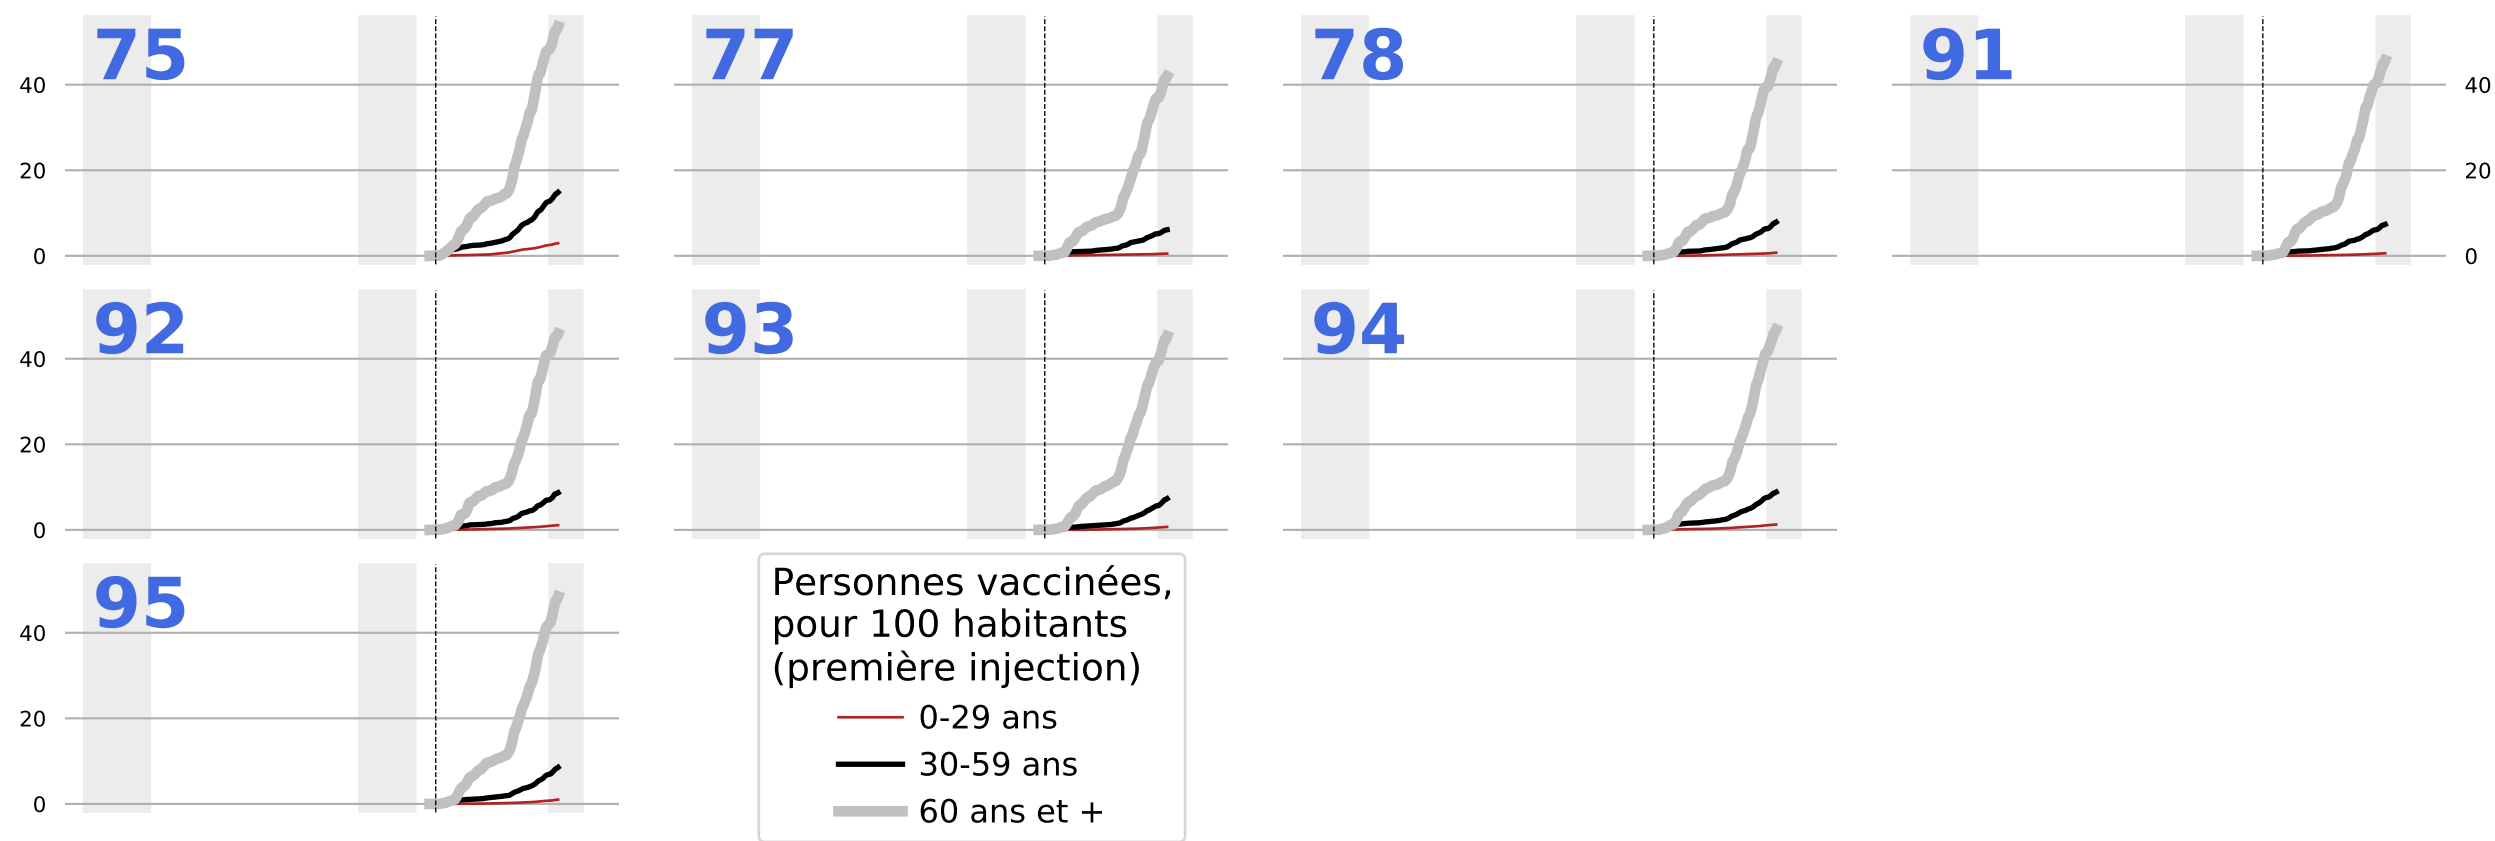 75 77 78 91
40 40
20 20
0 0
92 93 94
40
20
0
95
40
20
0
Personnes vaccinées,
pour 100 habitants
(première injection)
0-29 ans
30-59 ans
60 ans et +